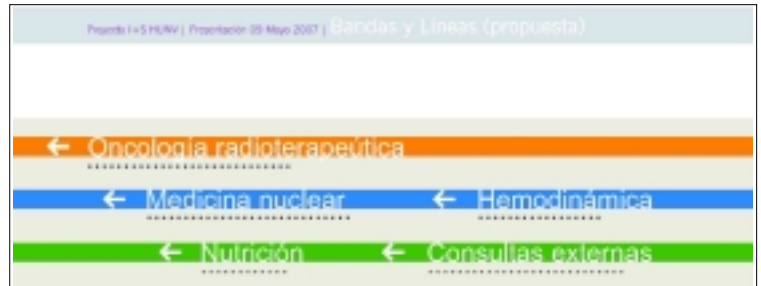 Proyecto I+S HUNV | Presentación 09 Mayo 2007 | Bandas y Líneas (propuesta)
← Oncología radioterapeútica
← Medicina nuclear ← Hemodinámica
← Nutrición ← Consultas externas